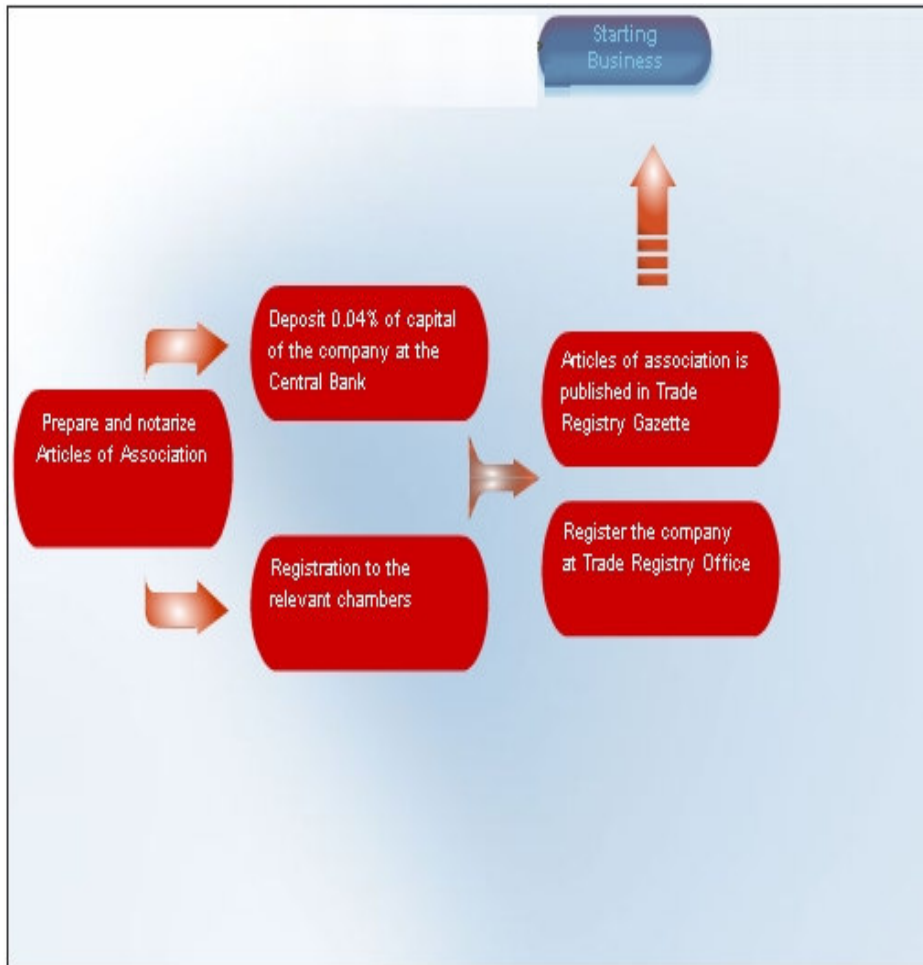 Starting
Business
Deposit 0.04% of capital
of the company at the
Central Bank
Articles of association is
published in Trade
Registry Gazette
Prepare and notarize
Articles of Association
Register the company
at Trade Registry Office
Registration to the
relevant chambers